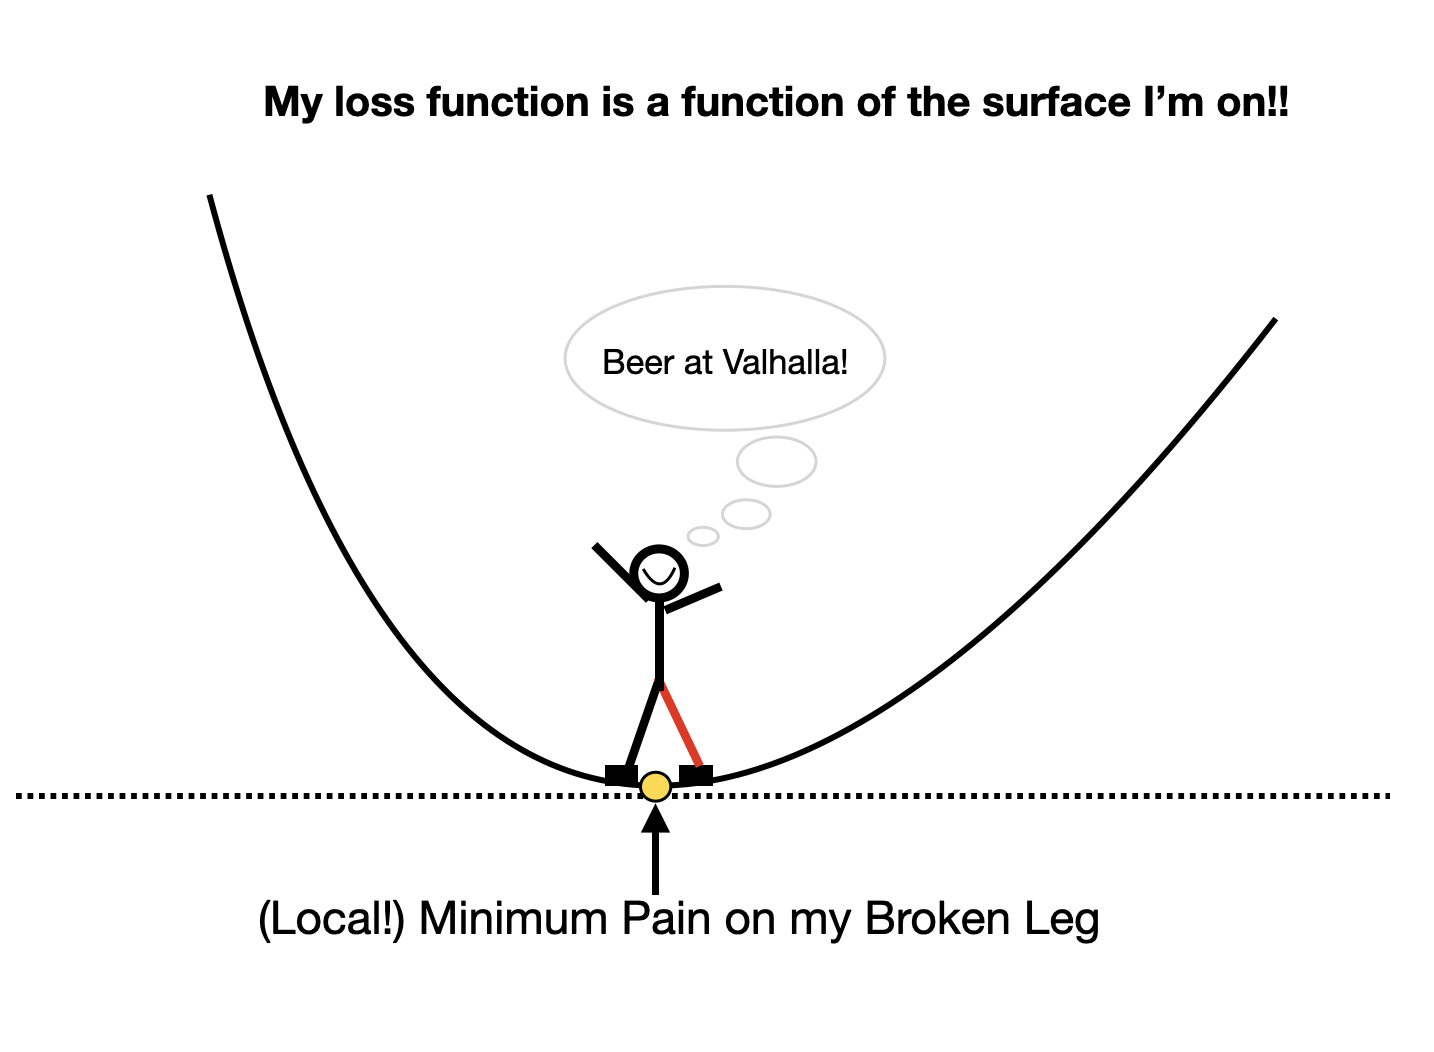 My loss function is a function of the surface I’m on!!
Beer at Valhalla!
(Local!) Minimum Pain on my Broken Leg